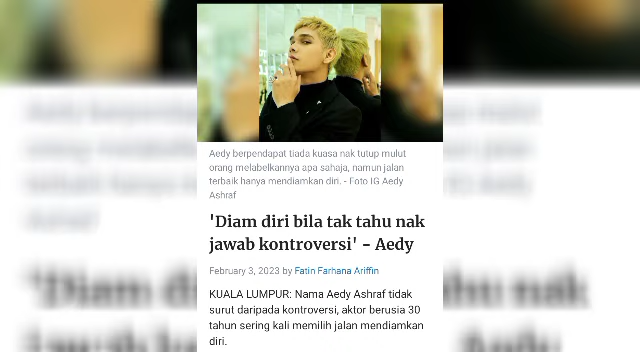 Aedy berpendapat tiada kuasa nak tutup mulut
orang melabelkannya apa sahaja, namun jalan
terbaik hanya mendiamkan diri. - Foto IG Aedy
Ashraf
'Diam diri bila tak tahu nak
jawab kontroversi' - Aedy
February 3, 2023 by Fatin Farhana Ariffin
KUALA LUMPUR: Nama Aedy Ashraf tidak
surut daripada kontroversi, aktor berusia 30
tahun sering kali memilih jalan mendiamkan
diri.